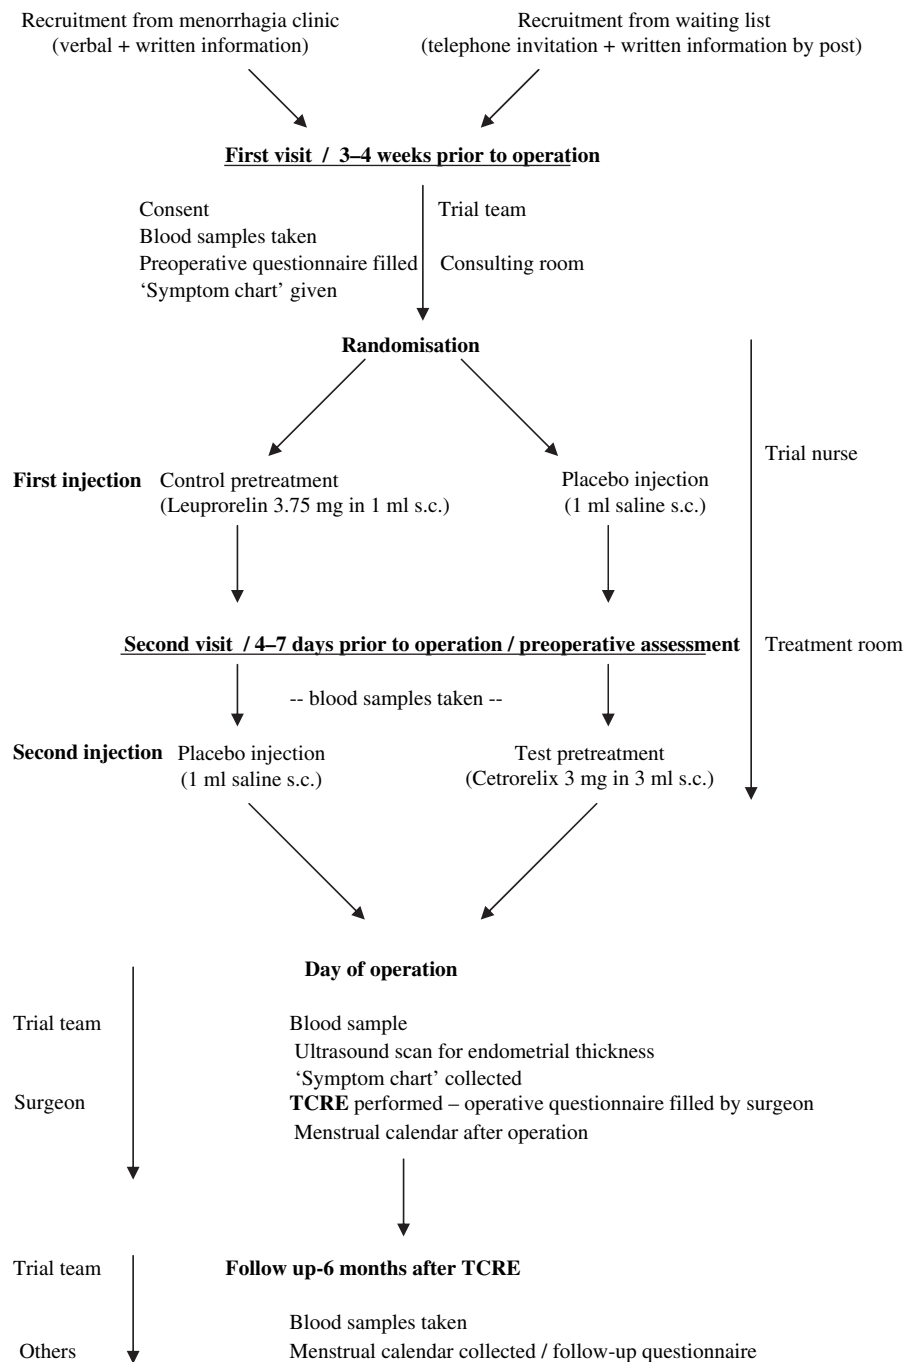 Recruitment from menorrhagia clinic
(verbal + written information)
Recruitment from waiting list
(telephone invitation + written information by post)
First visit / 3–4 weeks prior to operation
Consent
Blood samples taken
Preoperative questionnaire filled
‘Symptom chart’ given
Trial team
Consulting room
Randomisation
Trial nurse
First injection
Control pretreatment
(Leuprorelin 3.75 mg in 1 ml s.c.)
Placebo injection
(1 ml saline s.c.)
Second visit / 4–7 days prior to operation / preoperative assessment
Treatment room
-- blood samples taken --
Second injection
Placebo injection
(1 ml saline s.c.)
Test pretreatment
(Cetrorelix 3 mg in 3 ml s.c.)
Day of operation
Trial team
Blood sample
Ultrasound scan for endometrial thickness
‘Symptom chart’ collected
Surgeon
TCRE performed – operative questionnaire filled by surgeon
Menstrual calendar after operation
Trial team
Follow up-6 months after TCRE
Blood samples taken
Others
Menstrual calendar collected / follow-up questionnaire